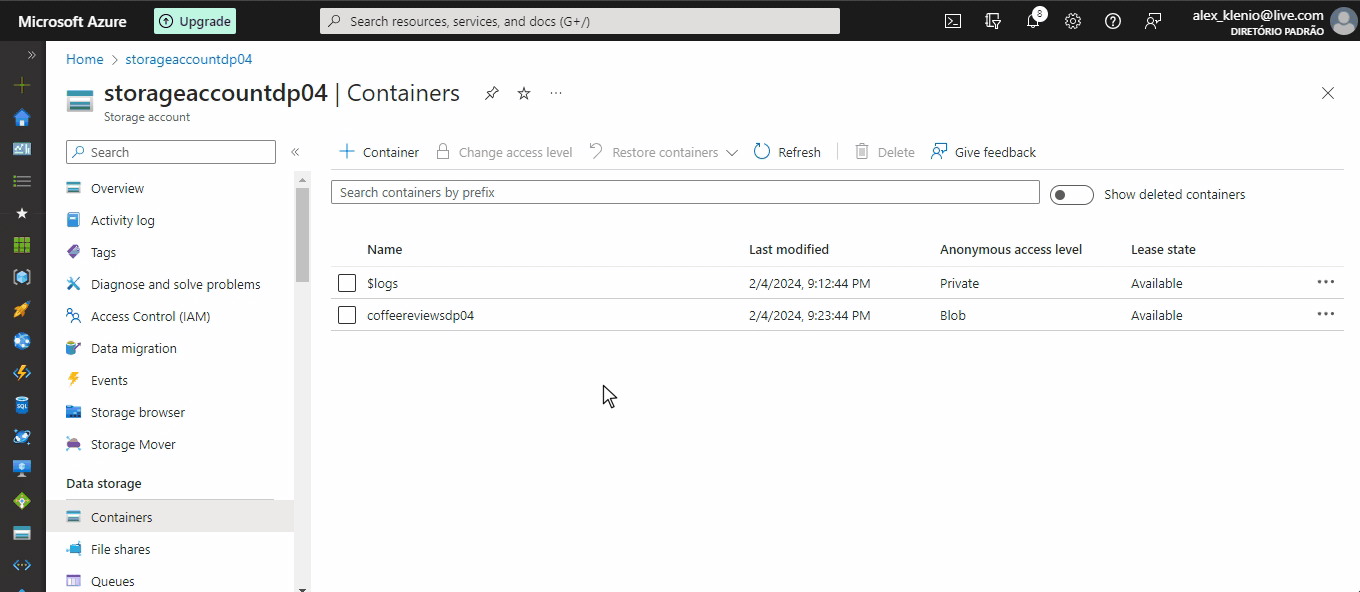 Microsoft Azure Upgrade Search resources, services, and docs (G+/) 8 alex_klenio@live.com
DIRETÓRIO PADRÃO
Home > storageaccountdp04
storageaccountdp04 | Containers
Storage account
Search
Overview
Activity log
Tags
Diagnose and solve problems
Access Control (IAM)
Data migration
Events
Storage browser
Storage Mover
Data storage
Containers
File shares
Queues
Container Change access level Restore containers Refresh Delete Give feedback
Search containers by prefix Show deleted containers
Name Last modified Anonymous access level Lease state
$logs 2/4/2024, 9:12:44 PM Private Available
coffeereviewsdp04 2/4/2024, 9:23:44 PM Blob Available